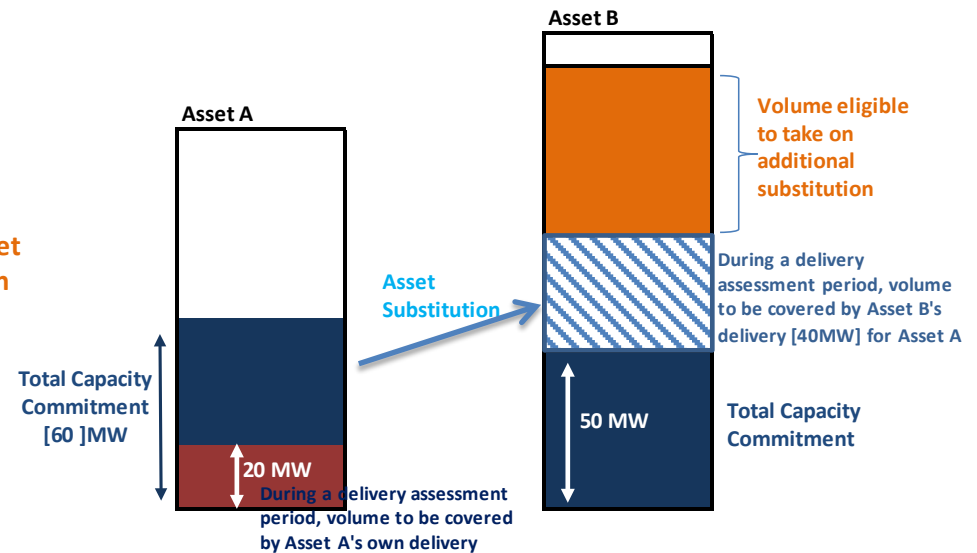 Asset B
Asset A
Volume eligible
to take on
additional
substitution
et
n
Asset
Substitution
During a delivery
assessment period, volume
to be covered by Asset B's
delivery [40MW] for Asset A
Total Capacity
Commitment
[60 ]MW
50 MW
Total Capacity
Commitment
20 MW
During a delivery assessment
period, volume to be covered
by Asset A's own delivery